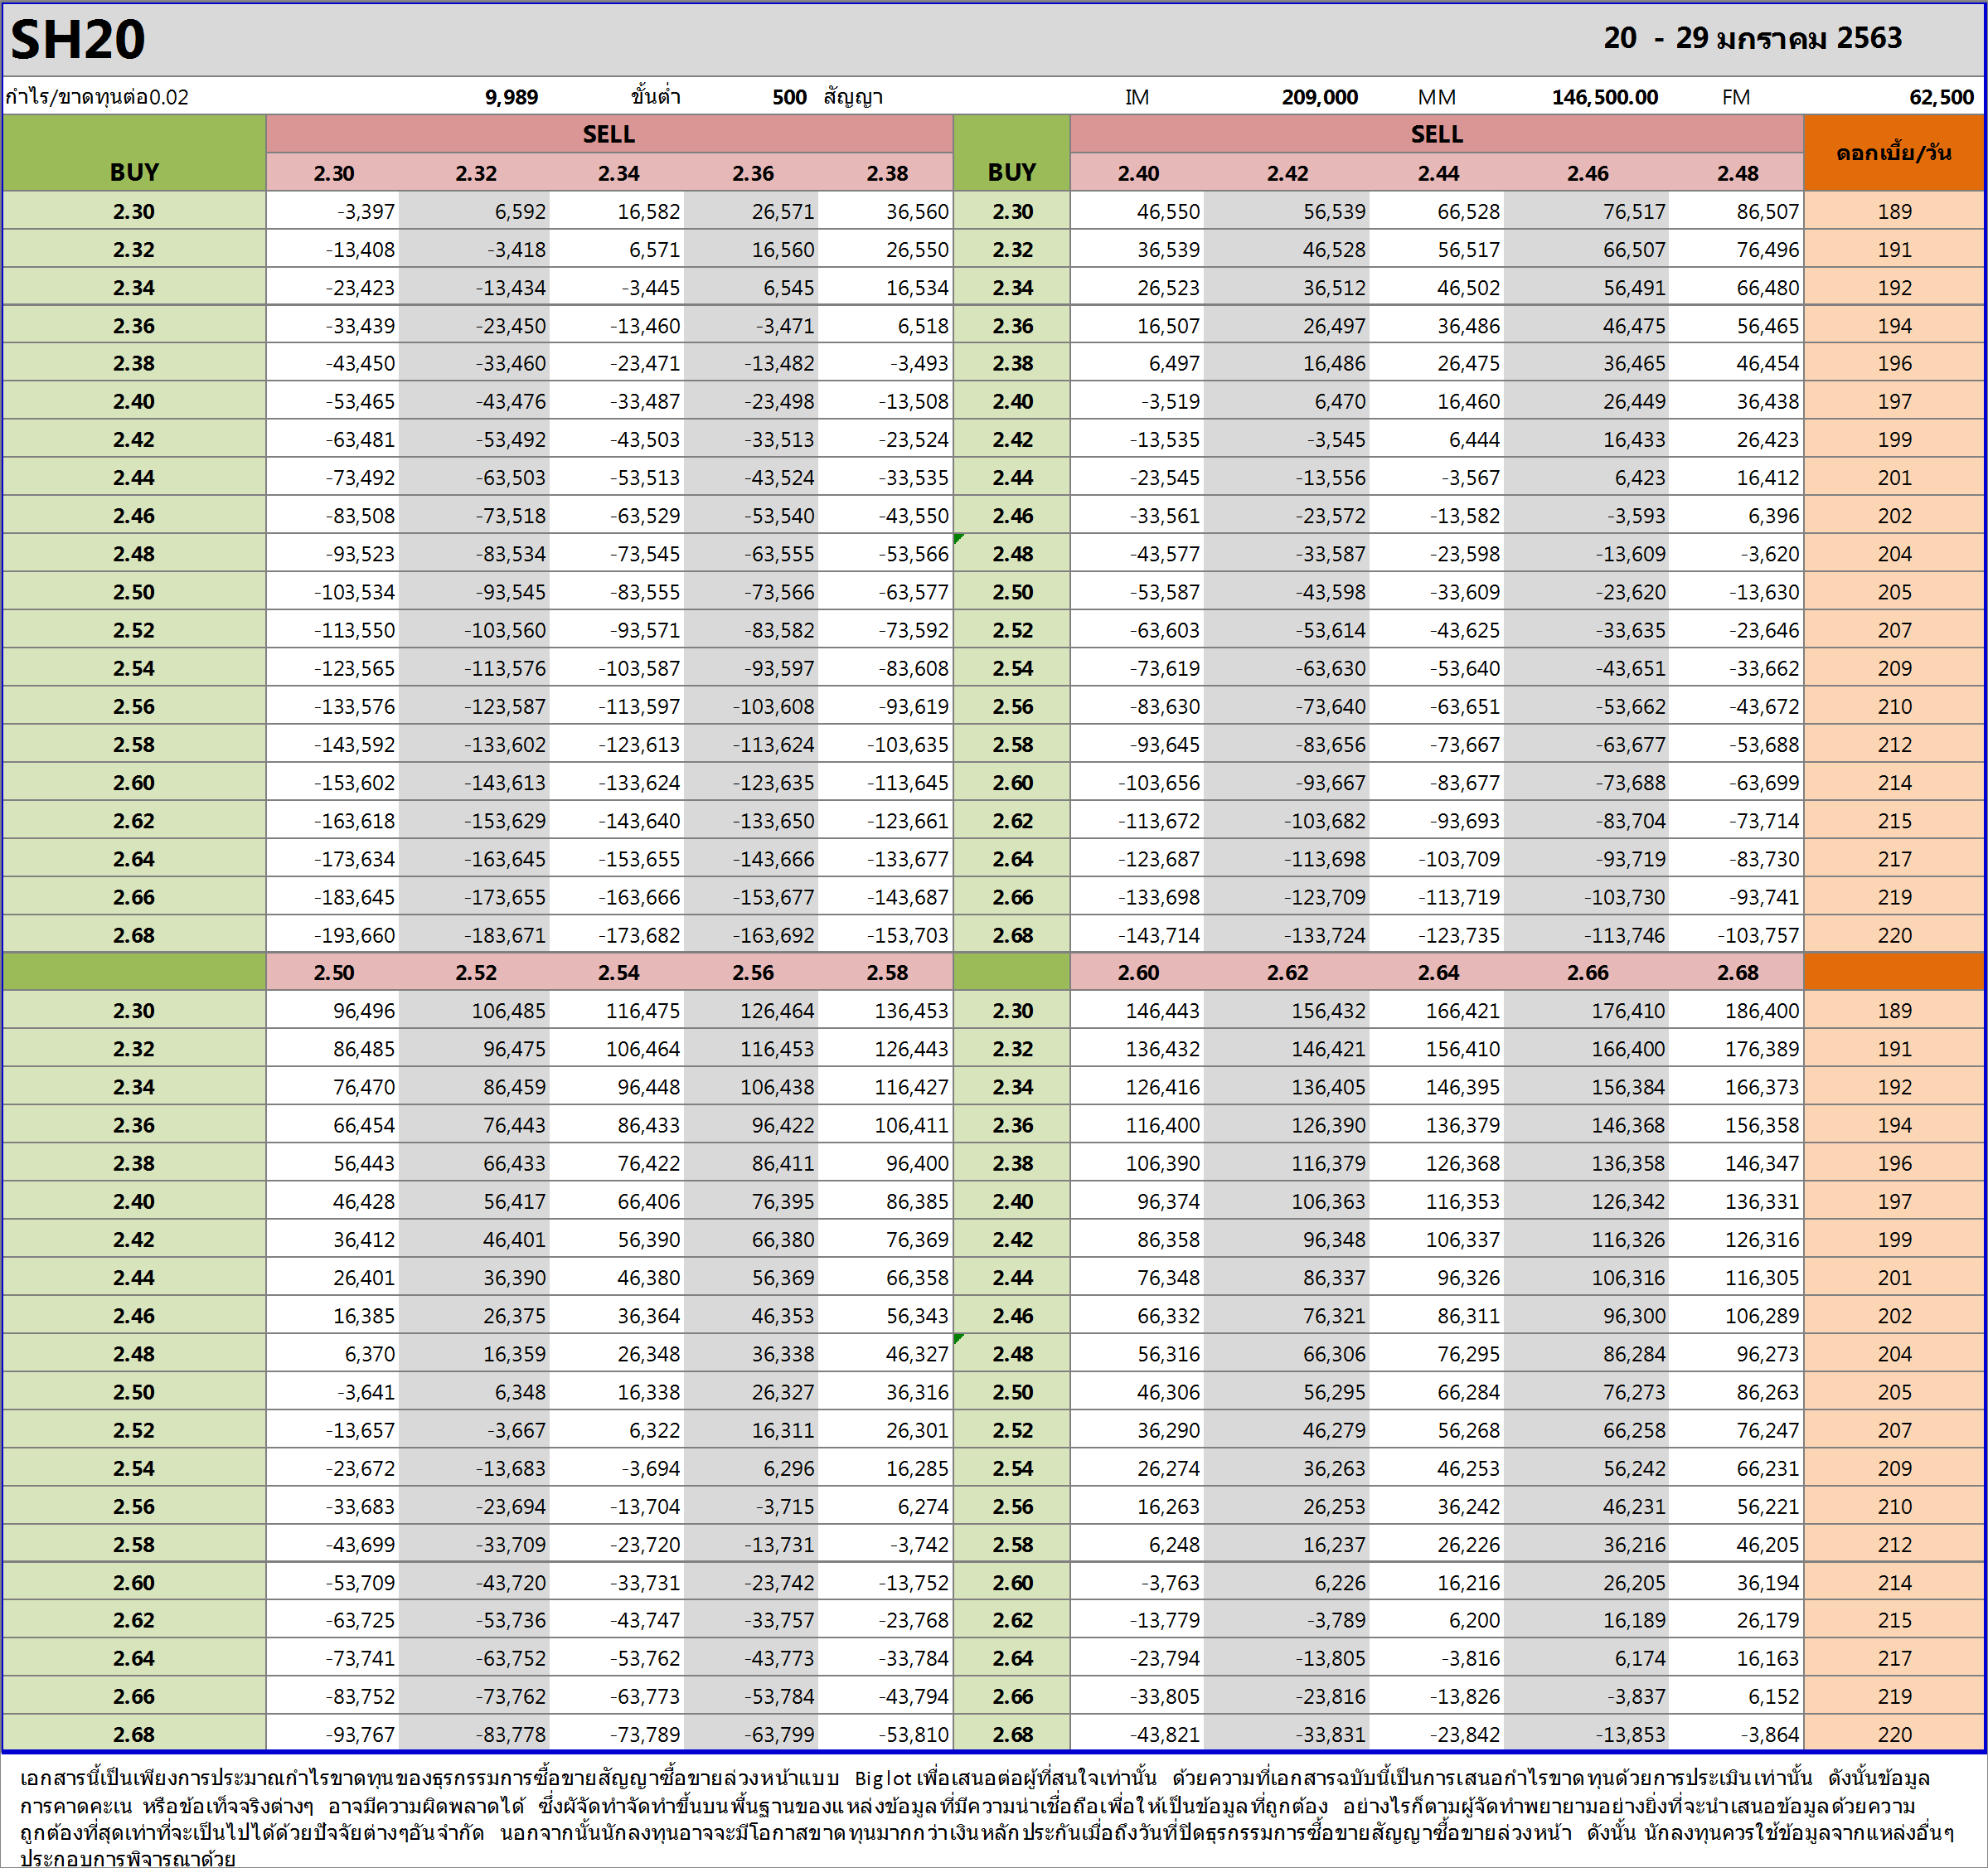 SH20 20 - 29 มกราคม 2563
กำไร/ขาดทุนต่อ0.02 9,989 ขั้นต่ำ 500 สัญญา IM 209,000 MM 146,500.00 FM 62,500
BUY SELL BUY SELL ดอกเบี้ย/วัน
2.30 2.32 2.34 2.36 2.38 2.40 2.42 2.44 2.46 2.48
2.30 -3,397 6,592 16,582 26,571 36,560 2.30 46,550 56,539 66,528 76,517 86,507 189
2.32 -13,408 -3,418 6,571 16,560 26,550 2.32 36,539 46,528 56,517 66,507 76,496 191
2.34 -23,423 -13,434 -3,445 6,545 16,534 2.34 26,523 36,512 46,502 56,491 66,480 192
2.36 -33,439 -23,450 -13,460 -3,471 6,518 2.36 16,507 26,497 36,486 46,475 56,465 194
2.38 -43,450 -33,460 -23,471 -13,482 -3,493 2.38 6,497 16,486 26,475 36,465 46,454 196
2.40 -53,465 -43,476 -33,487 -23,498 -13,508 2.40 -3,519 6,470 16,460 26,449 36,438 197
2.42 -63,481 -53,492 -43,503 -33,513 -23,524 2.42 -13,535 -3,545 6,444 16,433 26,423 199
2.44 -73,492 -63,503 -53,513 -43,524 -33,535 2.44 -23,545 -13,556 -3,567 6,423 16,412 201
2.46 -83,508 -73,518 -63,529 -53,540 -43,550 2.46 -33,561 -23,572 -13,582 -3,593 6,396 202
2.48 -93,523 -83,534 -73,545 -63,555 -53,566 2.48 -43,577 -33,587 -23,598 -13,609 -3,620 204
2.50 -103,534 -93,545 -83,555 -73,566 -63,577 2.50 -53,587 -43,598 -33,609 -23,620 -13,630 205
2.52 -113,550 -103,560 -93,571 -83,582 -73,592 2.52 -63,603 -53,614 -43,625 -33,635 -23,646 207
2.54 -123,565 -113,576 -103,587 -93,597 -83,608 2.54 -73,619 -63,630 -53,640 -43,651 -33,662 209
2.56 -133,576 -123,587 -113,597 -103,608 -93,619 2.56 -83,630 -73,640 -63,651 -53,662 -43,672 210
2.58 -143,592 -133,602 -123,613 -113,624 -103,635 2.58 -93,645 -83,656 -73,667 -63,677 -53,688 212
2.60 -153,602 -143,613 -133,624 -123,635 -113,645 2.60 -103,656 -93,667 -83,677 -73,688 -63,699 214
2.62 -163,618 -153,629 -143,640 -133,650 -123,661 2.62 -113,672 -103,682 -93,693 -83,704 -73,714 215
2.64 -173,634 -163,645 -153,655 -143,666 -133,677 2.64 -123,687 -113,698 -103,709 -93,719 -83,730 217
2.66 -183,645 -173,655 -163,666 -153,677 -143,687 2.66 -133,698 -123,709 -113,719 -103,730 -93,741 219
2.68 -193,660 -183,671 -173,682 -163,692 -153,703 2.68 -143,714 -133,724 -123,735 -113,746 -103,757 220
2.50 2.52 2.54 2.56 2.58 2.60 2.62 2.64 2.66 2.68
2.30 96,496 106,485 116,475 126,464 136,453 2.30 146,443 156,432 166,421 176,410 186,400 189
2.32 86,485 96,475 106,464 116,453 126,443 2.32 136,432 146,421 156,410 166,400 176,389 191
2.34 76,470 86,459 96,448 106,438 116,427 2.34 126,416 136,405 146,395 156,384 166,373 192
2.36 66,454 76,443 86,433 96,422 106,411 2.36 116,400 126,390 136,379 146,368 156,358 194
2.38 56,443 66,433 76,422 86,411 96,400 2.38 106,390 116,379 126,368 136,358 146,347 196
2.40 46,428 56,417 66,406 76,395 86,385 2.40 96,374 106,363 116,353 126,342 136,331 197
2.42 36,412 46,401 56,390 66,380 76,369 2.42 86,358 96,348 106,337 116,326 126,316 199
2.44 26,401 36,390 46,380 56,369 66,358 2.44 76,348 86,337 96,326 106,316 116,305 201
2.46 16,385 26,375 36,364 46,353 56,343 2.46 66,332 76,321 86,311 96,300 106,289 202
2.48 6,370 16,359 26,348 36,338 46,327 2.48 56,316 66,306 76,295 86,284 96,273 204
2.50 -3,641 6,348 16,338 26,327 36,316 2.50 46,306 56,295 66,284 76,273 86,263 205
2.52 -13,657 -3,667 6,322 16,311 26,301 2.52 36,290 46,279 56,268 66,258 76,247 207
2.54 -23,672 -13,683 -3,694 6,296 16,285 2.54 26,274 36,263 46,253 56,242 66,231 209
2.56 -33,683 -23,694 -13,704 -3,715 6,274 2.56 16,263 26,253 36,242 46,231 56,221 210
2.58 -43,699 -33,709 -23,720 -13,731 -3,742 2.58 6,248 16,237 26,226 36,216 46,205 212
2.60 -53,709 -43,720 -33,731 -23,742 -13,752 2.60 -3,763 6,226 16,216 26,205 36,194 214
2.62 -63,725 -53,736 -43,747 -33,757 -23,768 2.62 -13,779 -3,789 6,200 16,189 26,179 215
2.64 -73,741 -63,752 -53,762 -43,773 -33,784 2.64 -23,794 -13,805 -3,816 6,174 16,163 217
2.66 -83,752 -73,762 -63,773 -53,784 -43,794 2.66 -33,805 -23,816 -13,826 -3,837 6,152 219
2.68 -93,767 -83,778 -73,789 -63,799 -53,810 2.68 -43,821 -33,831 -23,842 -13,853 -3,864 220
เอกสารนี้เป็นเพียงการประมาณกำไรขาดทุนของธุรกรรมการซื้อขายสัญญาซื้อขายล่วงหน้าแบบ Big lot เพื่อเสนอต่อผู้ที่สนใจเท่านั้น ด้วยความที่เอกสารฉบับนี้เป็นการเสนอกำไรขาดทุนด้วยการประเมินเท่านั้น ดังนั้นข้อมูล
การคาดคะเน หรือข้อเท็จจริงต่างๆ อาจมีความผิดพลาดได้ ซึ่งผัจัดทำจัดทำขึ้นบนพื้นฐานของแหล่งข้อมูลที่มีความน่าเชื่อถือเพื่อให้เป็นข้อมูลที่ถูกต้อง อย่างไรก็ตามผู้จัดทำพยายามอย่างยิ่งที่จะนำเสนอข้อมูลด้วยความ
ถูกต้องที่สุดเท่าที่จะเป็นไปได้ด้วยปัจจัยต่างๆอันจำกัด นอกจากนั้นนักลงทุนอาจจะมีโอกาสขาดทุนมากกว่าเงินหลักประกันเมื่อถึงวันที่ปิดธุรกรรมการซื้อขายสัญญาซื้อขายล่วงหน้า ดังนั้น นักลงทุนควรใช้ข้อมูลจากแหล่งอื่นๆ
ประกอบการพิจารณาด้วย